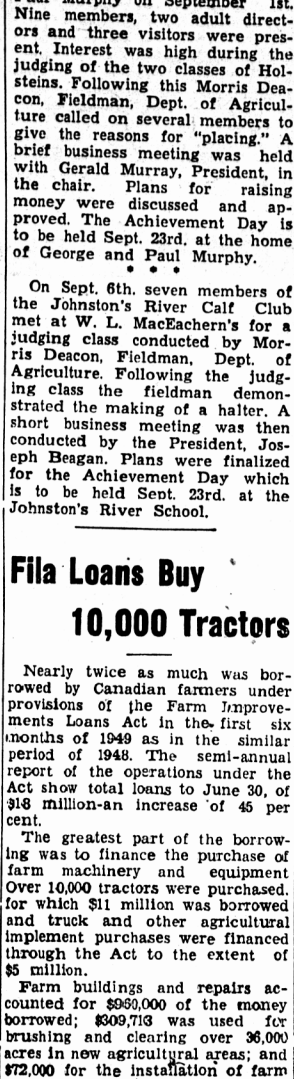 Murphy on September 1st.
Nine members, two adult direct-
ors and three visitors were pres-
ent. Interest was high during the
judging of the two classes of Hol-
steins. Following this Morris Dea-
con, Fieldman, Dept. of Agricul-
ture called on several members to
give the reasons for "placing." A
brief business meeting was held
with Gerald Murray, President, in
the chair. Plans for raising
money were discussed and ap-
proved. The Achievement Day is
to be held Sept. 23rd. at the home
of George and Paul Murphy.
* * *
On Sept. 6th. seven members of
the Johnston's River Calf Club
met at W. L. MacEachern's for a
judging class conducted by Mor-
ris Deacon, Fieldman, Dept. of
Agriculture. Following the judg-
ing class the fieldman demon-
strated the making of a halter. A
short business meeting was then
conducted by the President, Jos-
eph Beagan. Plans were finalized
for the Achievement Day which
is to be held Sept. 23rd. at the
Johnston's River School.
Fila Loans Buy
10,000 Tractors
Nearly twice as much was bor-
rowed by Canadian farmers under
provisions of the Farm Improve-
ments Loans Act in the first six
months of 1949 as in the similar
period of 1948. The semi-annual
report of the operations under the
Act show total loans to June 30, of
$18 million-an increase of 45 per
cent.
The greatest part of the borrow-
ing was to finance the purchase of
farm machinery and equipment
Over 10,000 tractors were purchased.
for which $11 million was borrowed
and truck and other agricultural
implement purchases were financed
through the Act to the extent of
$5 million.
Farm buildings and repairs ac-
counted for $960,000 of the money
borrowed; $309,713 was used for
brushing and clearing over 36,000
acres in new agricultural areas; and
$72,000 for the installation of farm